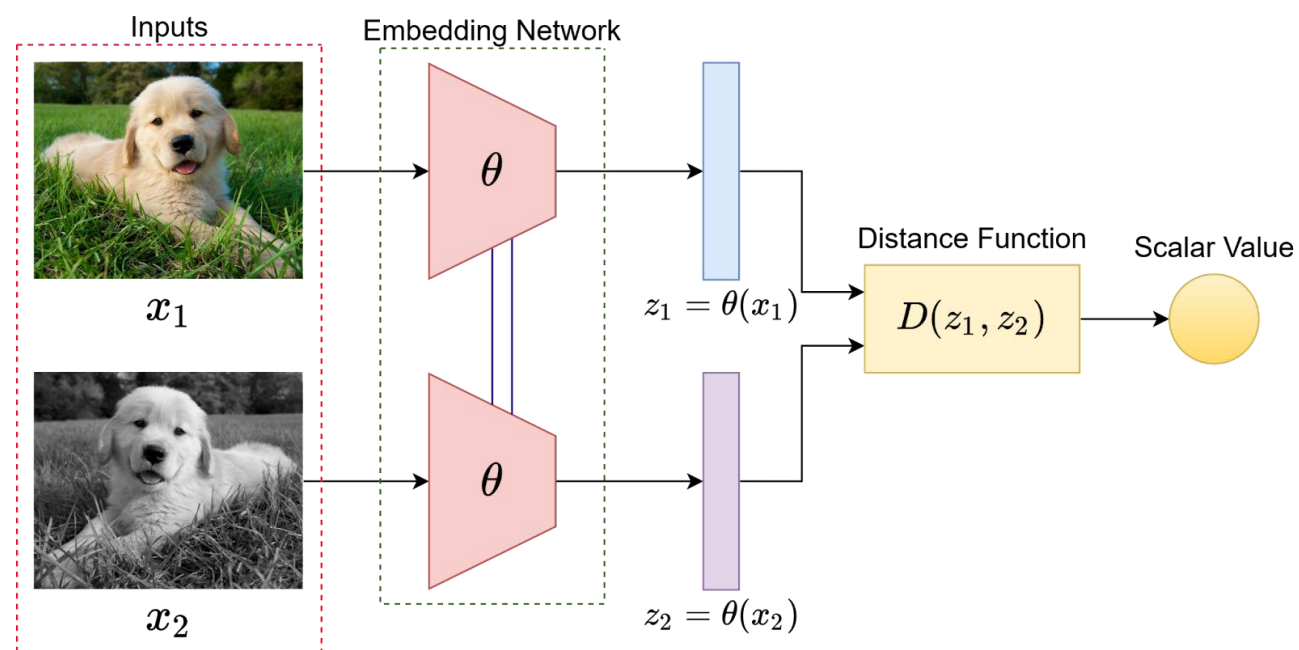 Inputs
Embedding Network
θ
x₁
z₁ = θ(x₁)
Distance Function
D(z₁, z₂)
Scalar Value
θ
x₂
z₂ = θ(x₂)